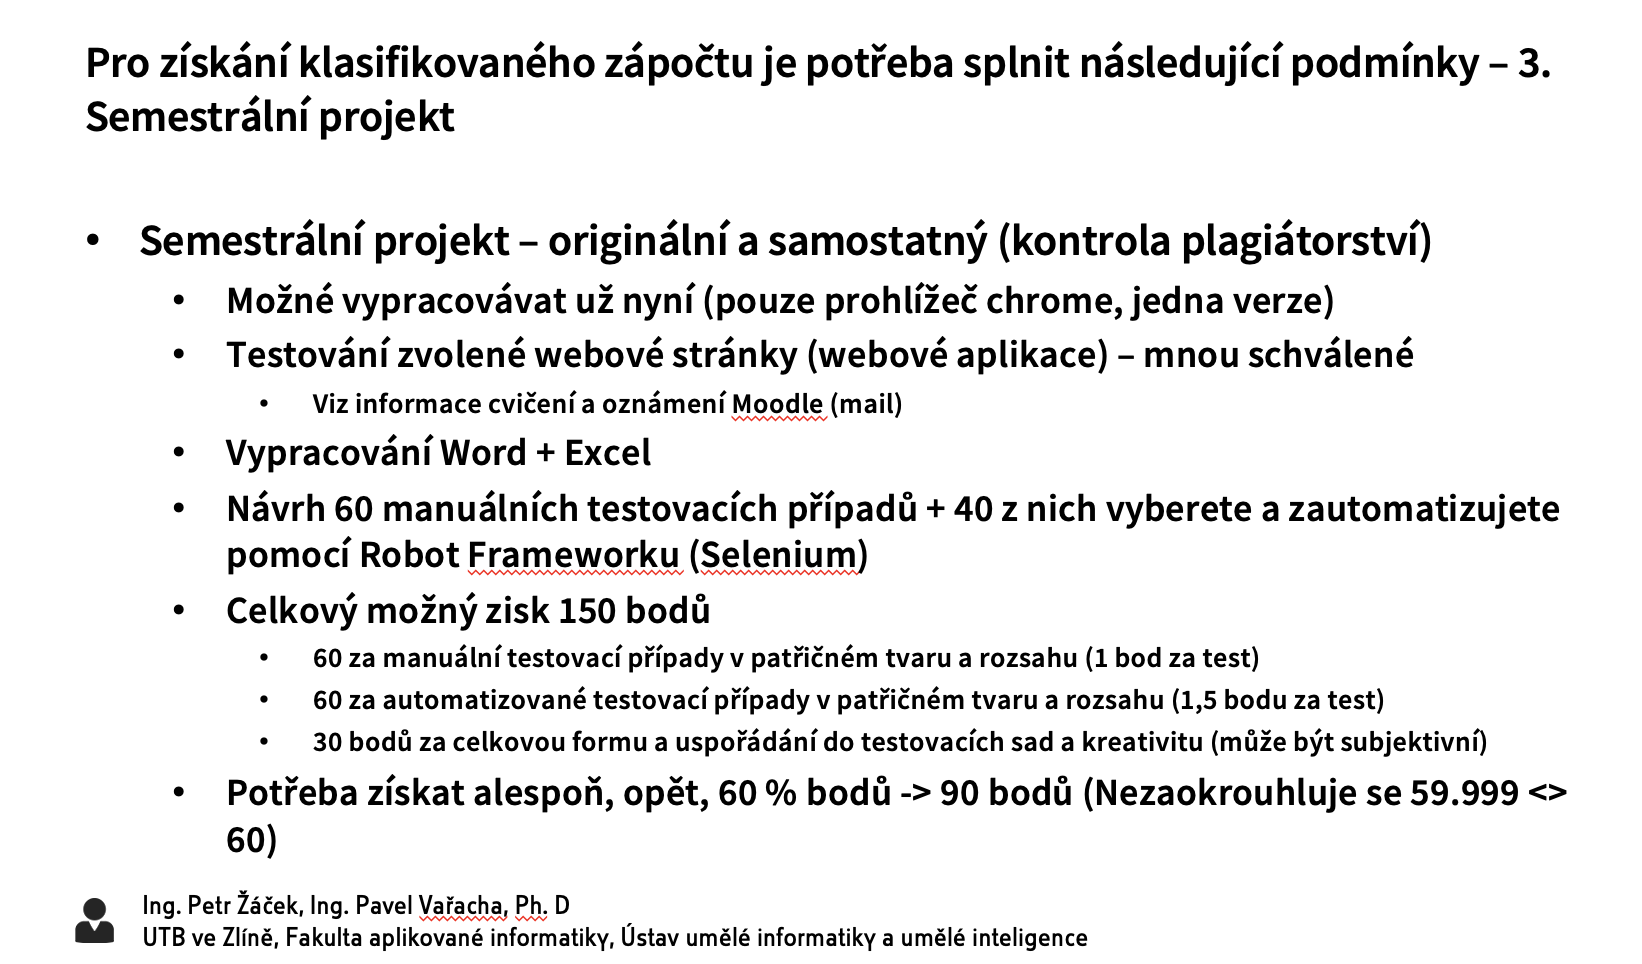 Pro získání klasifikovaného zápočtu je potřeba splnit následující podmínky – 3.
Semestrální projekt
• Semestrální projekt – originální a samostatný (kontrola plagiátorství)
• Možné vypracovávat už nyní (pouze prohlížeč chrome, jedna verze)
• Testování zvolené webové stránky (webové aplikace) – mnou schválené
• Viz informace cvičení a oznámení Moodle (mail)
• Vypracování Word + Excel
• Návrh 60 manuálních testovacích případů + 40 z nich vyberete a zautomatizujete
pomocí Robot Frameworku (Selenium)
• Celkový možný zisk 150 bodů
• 60 za manuální testovací případy v patřičném tvaru a rozsahu (1 bod za test)
• 60 za automatizované testovací případy v patřičném tvaru a rozsahu (1,5 bodu za test)
• 30 bodů za celkovou formu a uspořádání do testovacích sad a kreativitu (může být subjektivní)
• Potřeba získat alespoň, opět, 60 % bodů -> 90 bodů (Nezaokrouhluje se 59.999 <>
60)
Ing. Petr Žáček, Ing. Pavel Vařacha, Ph. D
UTB ve Zlíně, Fakulta aplikované informatiky, Ústav umělé informatiky a umělé inteligence